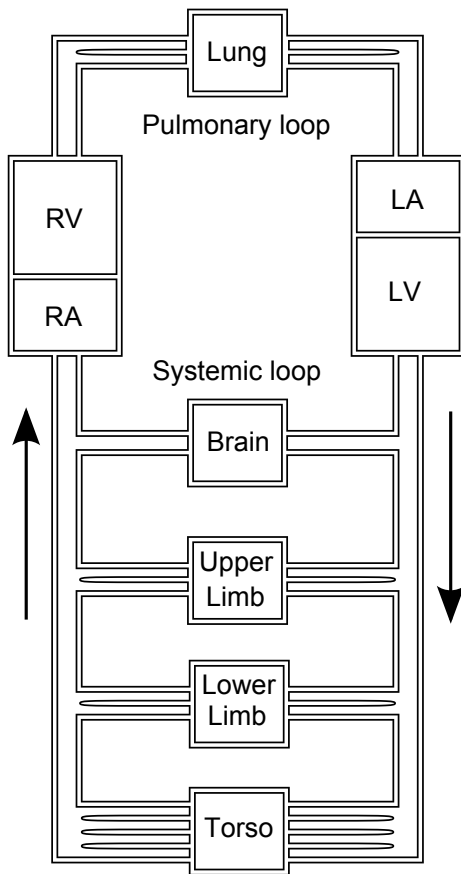 Lung
Pulmonary loop
RV
LA
RA
LV
Systemic loop
Brain
Upper
Limb
Lower
Limb
Torso